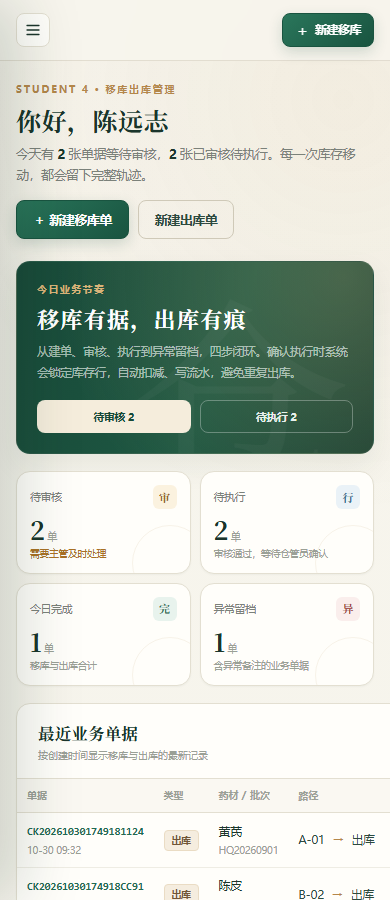 ＋ 新建移库
STUDENT 4 • 移库出库管理
你好，陈远志
今天有 2 张单据等待审核，2 张已审核待执行。每一次库存移
动，都会留下完整轨迹。
＋ 新建移库单
新建出库单
今日业务节奏
移库有据，出库有痕
从建单、审核、执行到异常留档，四步闭环。确认执行时系统
会锁定库存行，自动扣减、写流水，避免重复出库。
待审核 2
待执行 2
待审核
审
2 单
需要主管及时处理
待执行
行
2 单
审核通过，等待仓管员确认
今日完成
完
1 单
移库与出库合计
异常留档
异
1 单
含异常备注的业务单据
最近业务单据
按创建时间显示移库与出库的最新记录
单据 类型 药材 / 批次 路径
CK202610301749181124
10-30 09:32
出库
黄芪
HQ20260901
A-01 → 出库
CK20261030174918CC91
出库
陈皮
B-02 → 出库